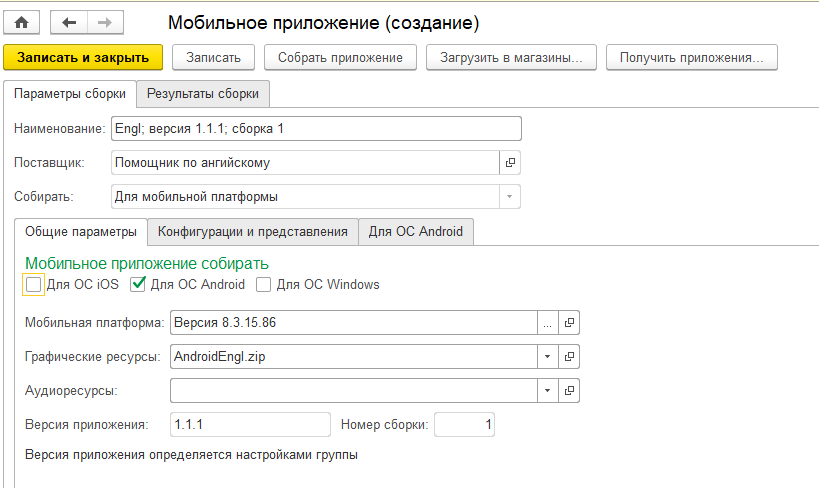 Мобильное приложение (создание)
Записать и закрыть Записать Собрать приложение Загрузить в магазины... Получить приложения...
Параметры сборки Результаты сборки
Наименование: Engl; версия 1.1.1; сборка 1
Поставщик: Помощник по ангийскому
Собирать: Для мобильной платформы
Общие параметры Конфигурации и представления Для ОС Android
Мобильное приложение собирать
Для ОС iOS Для ОС Android Для ОС Windows
Мобильная платформа: Версия 8.3.15.86 ...
Графические ресурсы: AndroidEngl.zip
Аудиоресурсы:
Версия приложения: 1.1.1 Номер сборки: 1
Версия приложения определяется настройками группы